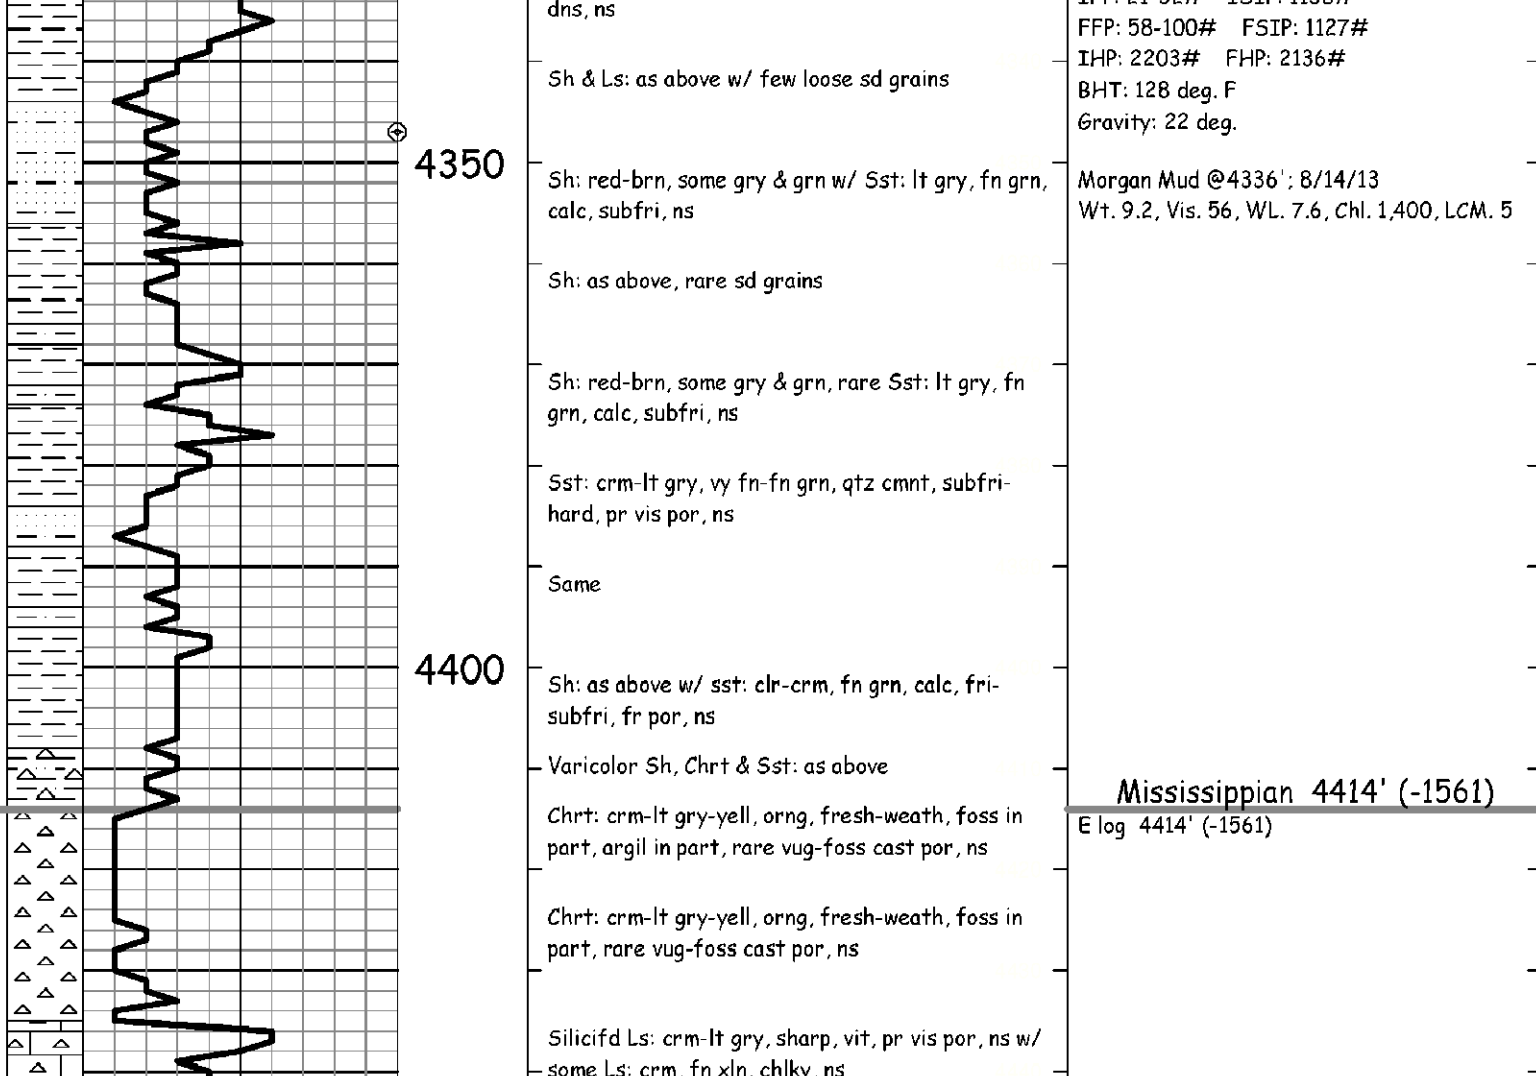 dns, ns
FFP: 58-100# FSIP: 1127#
IHP: 2203# FHP: 2136#
Sh & Ls: as above w/ few loose sd grains
BHT: 128 deg. F
Gravity: 22 deg.
4350
Sh: red-brn, some gry & grn w/ Sst: lt gry, fn grn,
calc, subfri, ns
Morgan Mud @4336'; 8/14/13
Wt. 9.2, Vis. 56, WL. 7.6, Chl. 1,400, LCM. 5
Sh: as above, rare sd grains
Sh: red-brn, some gry & grn, rare Sst: lt gry, fn
grn, calc, subfri, ns
Sst: crm-lt gry, vy fn-fn grn, qtz cmnt, subfri-
hard, pr vis por, ns
Same
4400
Sh: as above w/ sst: clr-crm, fn grn, calc, fri-
subfri, fr por, ns
Varicolor Sh, Chrt & Sst: as above
Mississippian 4414' (-1561)
E log 4414' (-1561)
Chrt: crm-lt gry-yell, orng, fresh-weath, foss in
part, argil in part, rare vug-foss cast por, ns
Chrt: crm-lt gry-yell, orng, fresh-weath, foss in
part, rare vug-foss cast por, ns
Silicifd Ls: crm-lt gry, sharp, vit, pr vis por, ns w/
some Ls: crm, fn xln, chlky, ns